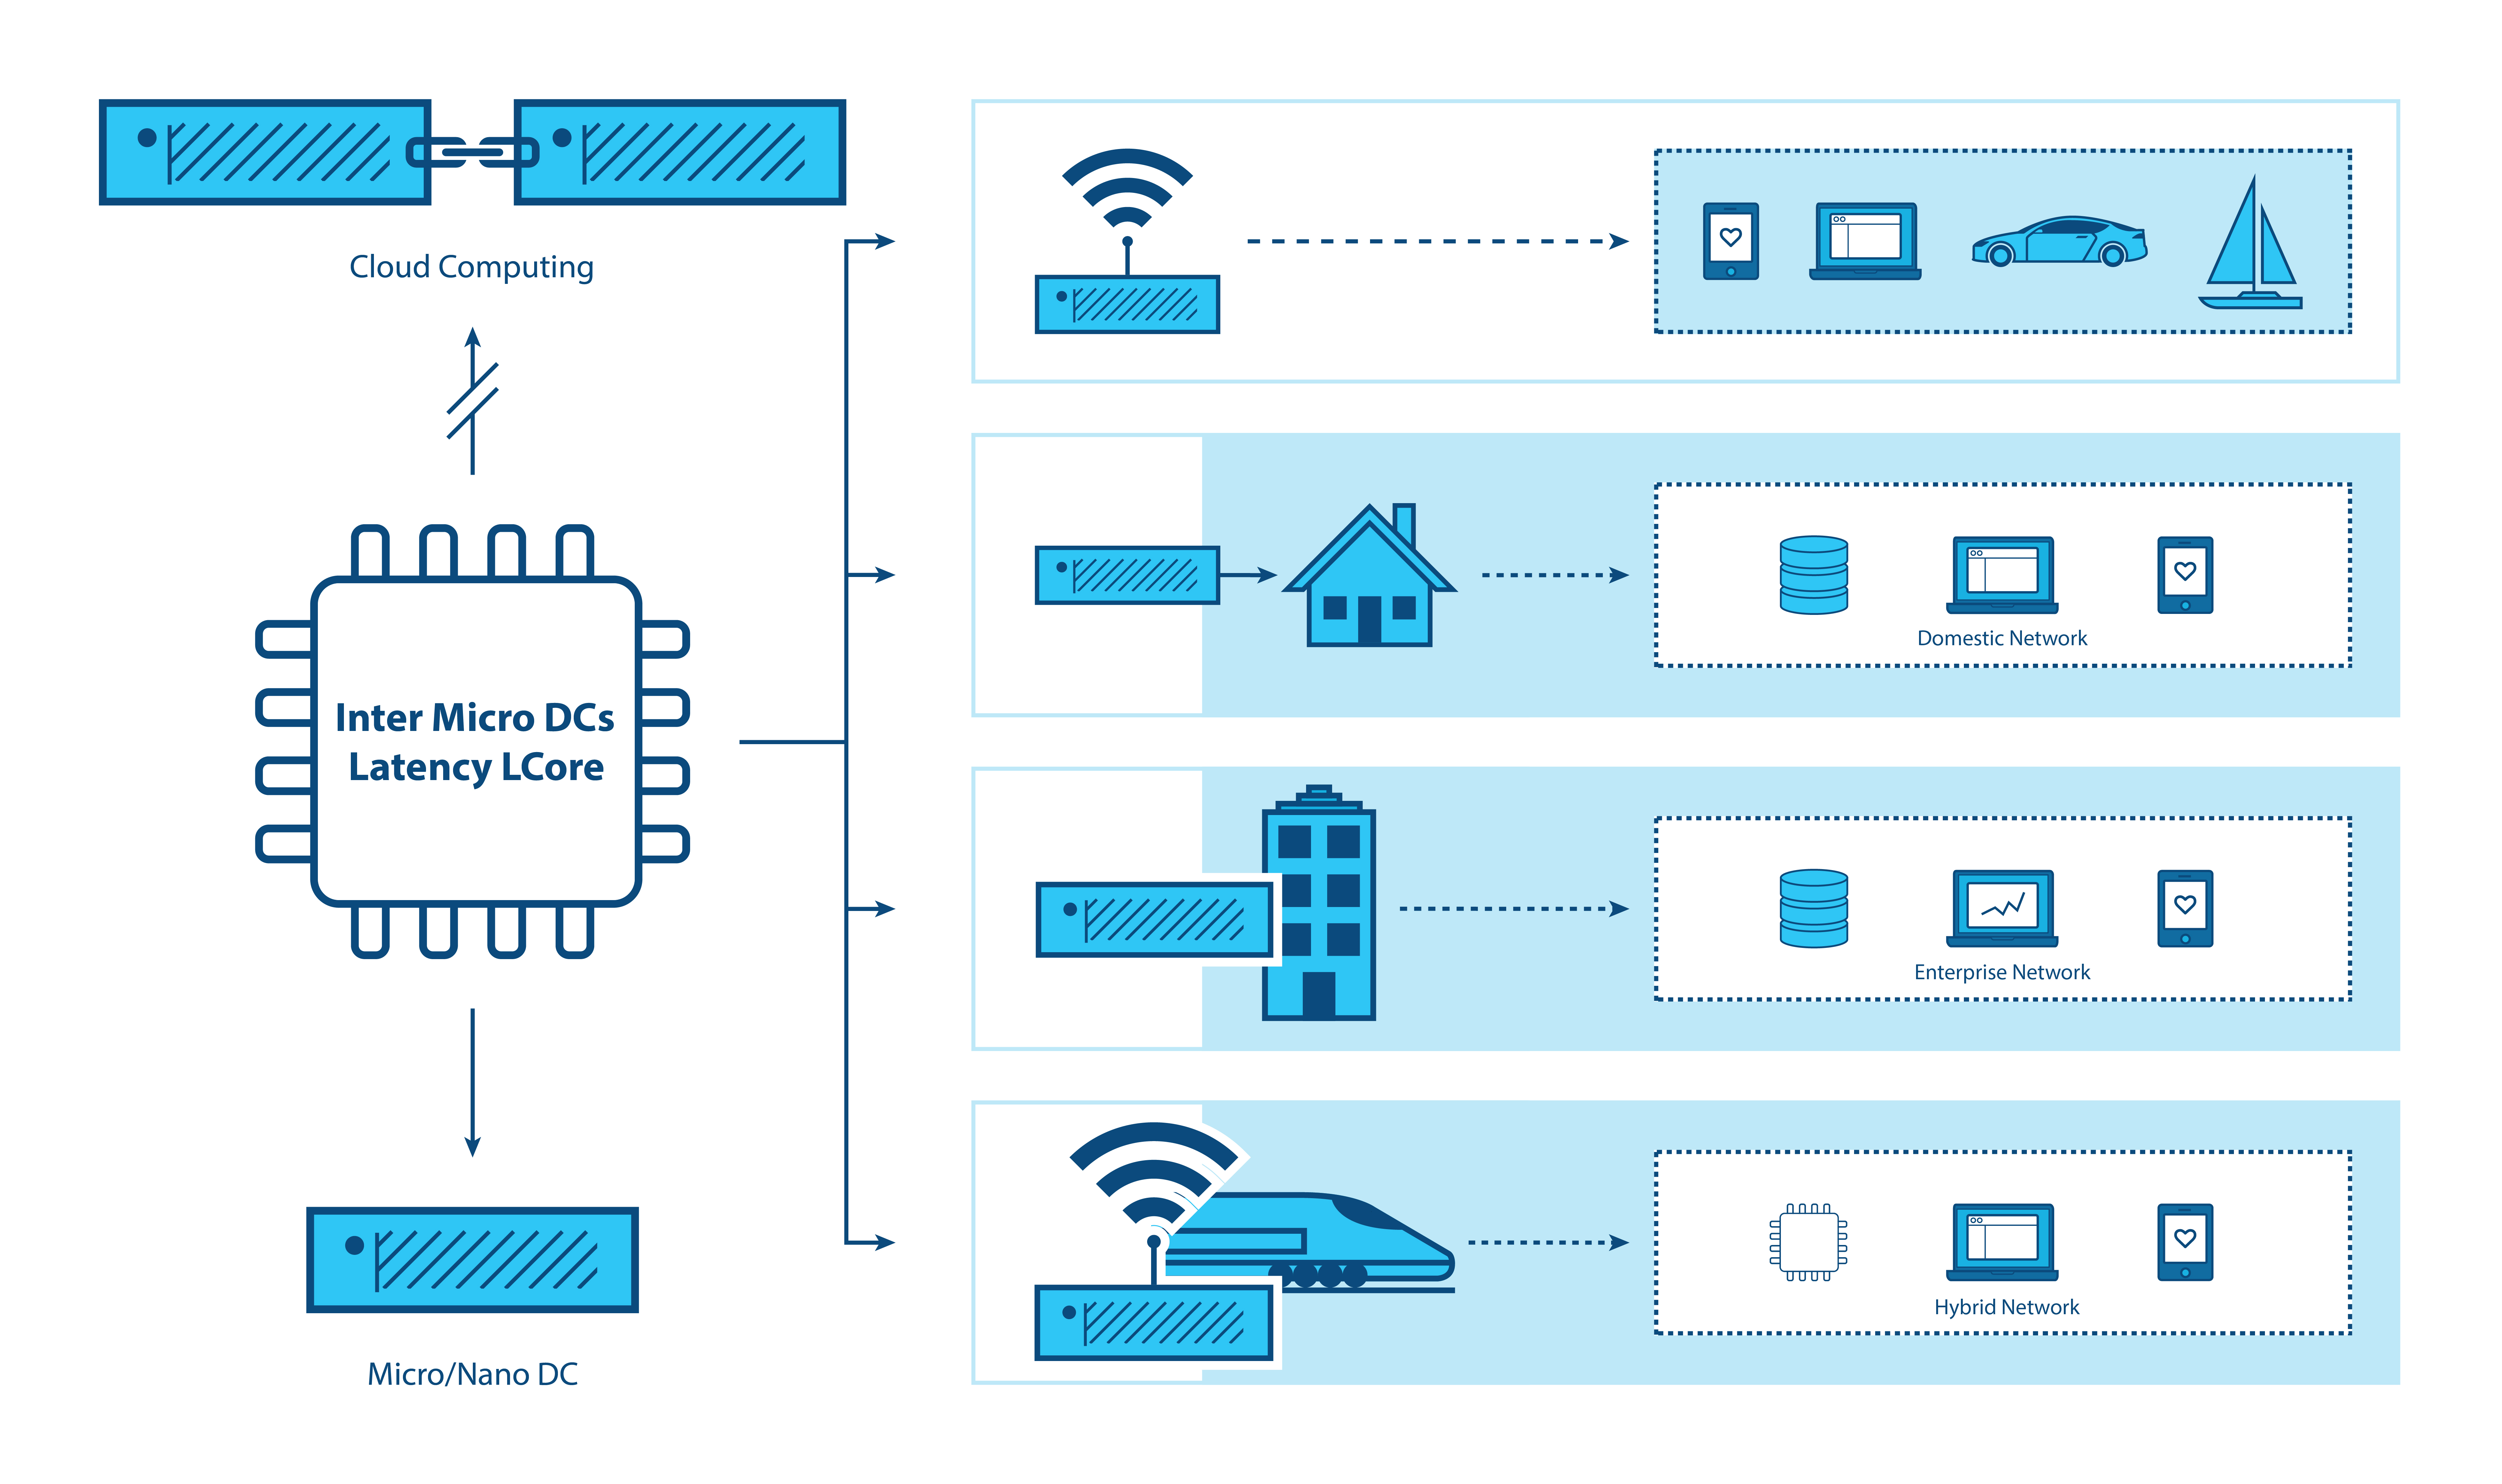 Cloud Computing
Inter Micro DCs
Latency LCore
Micro/Nano DC
Domestic Network
Enterprise Network
Hybrid Network